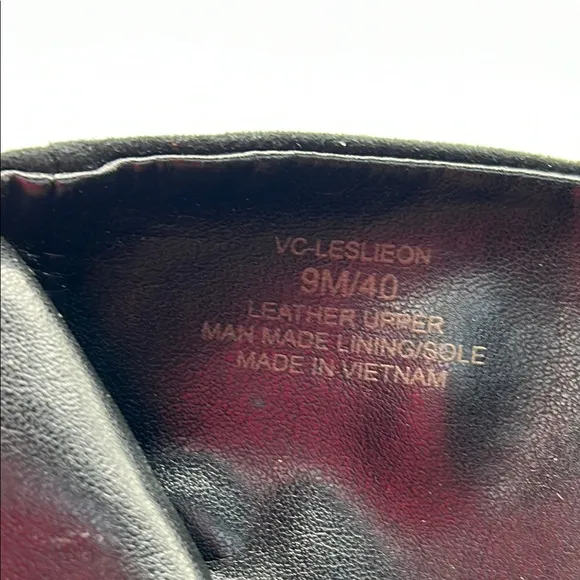 VC-LESLIEON
9M/40
LEATHER UPPER
MAN MADE LINING/SOLE
MADE IN VIETNAM